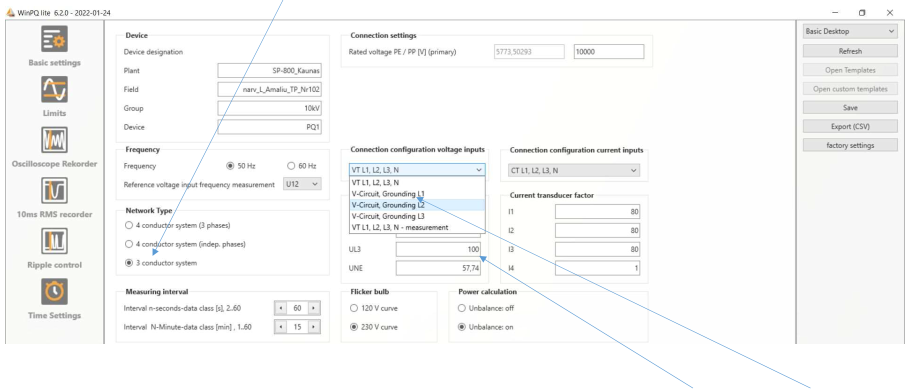 WinPQ lite 6.2.0 - 2022-01-24
Basic settings
Limits
Oscilloscope Rekorder
10ms RMS recorder
Ripple control
Time Settings
Device
Device designation
Plant SP-800_Kaunas
Field narv_L_Amaliu_TP_Nr102
Group 10kV
Device PQ1
Connection settings
Rated voltage PE / PP [V] (primary) 5773,50293 10000
Frequency
Frequency 50 Hz 60 Hz
Reference voltage input frequency measurement U12
Network Type
4 conductor system (3 phases)
4 conductor system (indep. phases)
3 conductor system
Connection configuration voltage inputs
VT L1, L2, L3, N
VT L1, L2, L3, N
V-Circuit, Grounding L1
V-Circuit, Grounding L2
V-Circuit, Grounding L3
VT L1, L2, L3, N - measurement
UL3 100
UNE 57,74
Connection configuration current inputs
CT L1, L2, L3, N
Current transducer factor
I1 80
I2 80
I3 80
I4 1
Measuring interval
Interval n-seconds-data class [s], 2..60 60
Interval N-Minute-data class [min] , 1..60 15
Flicker bulb
120 V curve
230 V curve
Power calculation
Unbalance: off
Unbalance: on
Basic Desktop
Refresh
Open Templates
Open custom templates
Save
Export (CSV)
factory settings